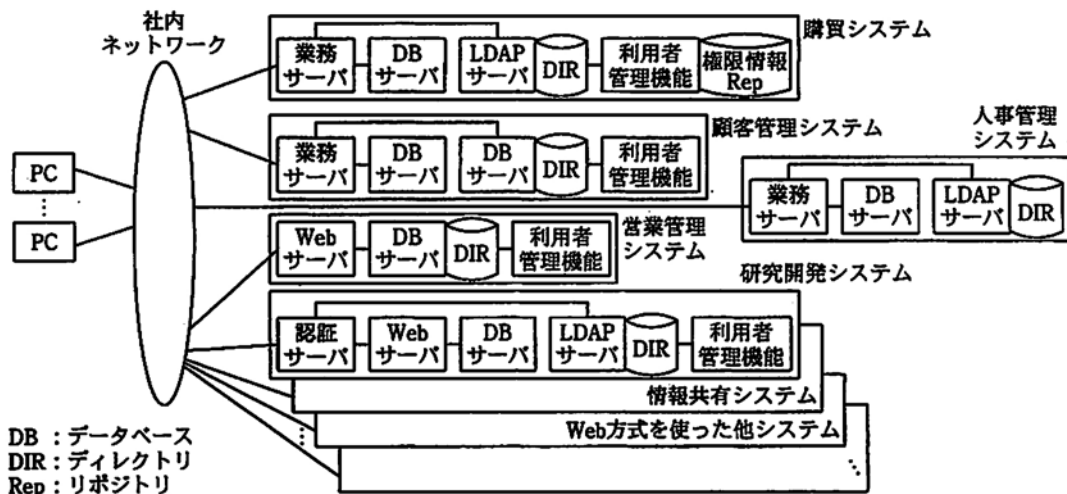 社内
ネットワーク
購買システム
業務
サーバ
DB
サーバ
LDAP
サーバ
DIR
利用者
管理機能
権限情報
Rep
顧客管理システム
業務
サーバ
DB
サーバ
DB
サーバ
DIR
利用者
管理機能
人事管理
システム
業務
サーバ
DB
サーバ
LDAP
サーバ
DIR
PC
⋮
PC
営業管理
システム
Web
サーバ
DB
サーバ
DIR
利用者
管理機能
研究開発システム
認証
サーバ
Web
サーバ
DB
サーバ
LDAP
サーバ
DIR
利用者
管理機能
情報共有システム
Web方式を使った他システム
DB :データベース
DIR:ディレクトリ
Rep:リポジトリ